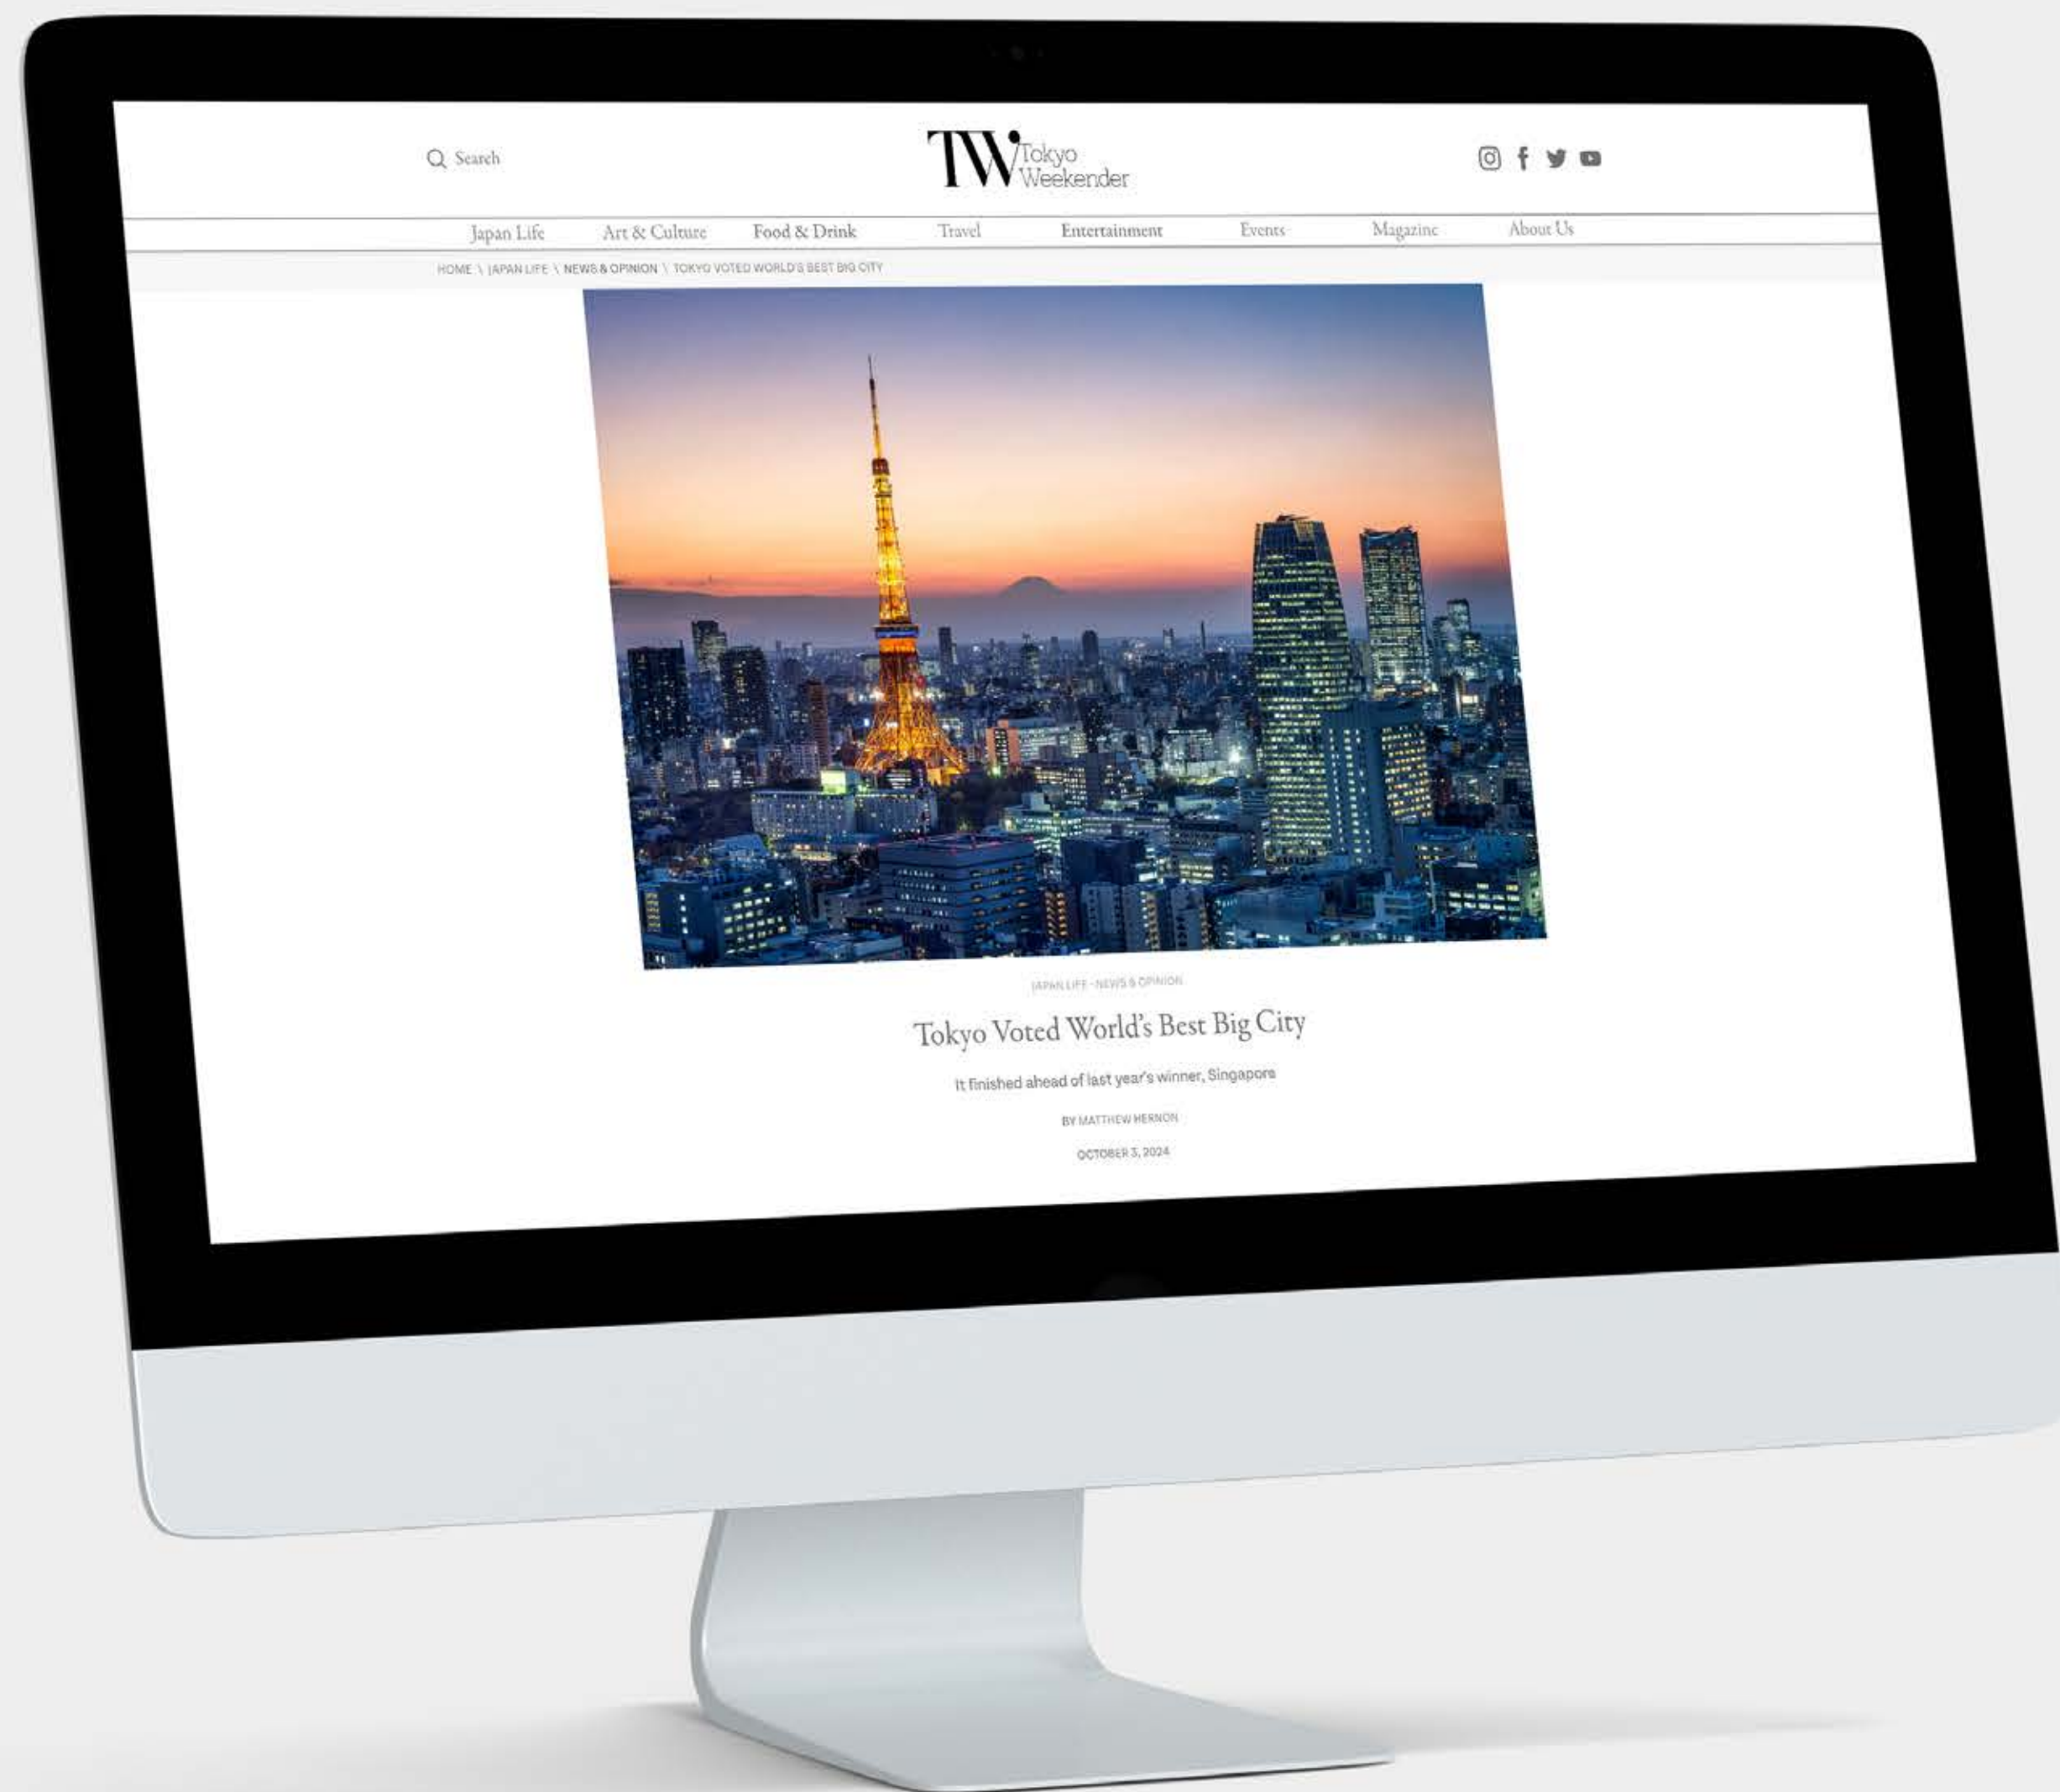 Search
TW Tokyo
Weekender
Japan Life Art & Culture Food & Drink Travel Entertainment Events Magazine About Us
HOME \ JAPAN LIFE \ NEWS & OPINION \ TOKYO VOTED WORLD'S BEST BIG CITY
JAPAN LIFE - NEWS & OPINION
Tokyo Voted World's Best Big City
It finished ahead of last year's winner, Singapore
BY MATTHEW HERNON
OCTOBER 3, 2024